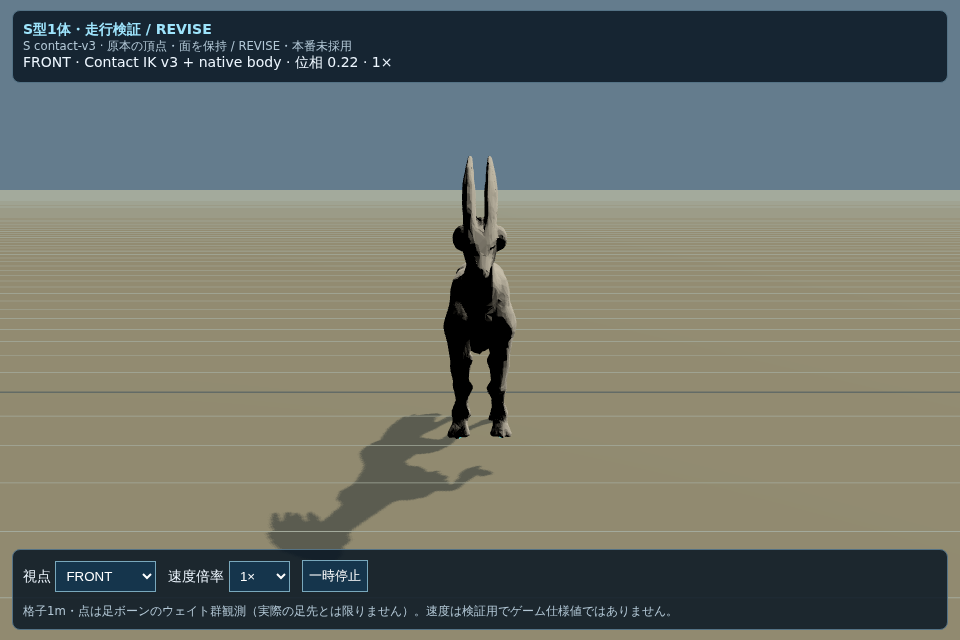 S型1体・走行検証 / REVISE
S contact-v3 · 原本の頂点・面を保持 / REVISE・本番未採用
FRONT · Contact IK v3 + native body · 位相 0.22 · 1×
視点 FRONT 速度倍率 1× 一時停止
格子1m・点は足ボーンのウェイト群観測（実際の足先とは限りません）。速度は検証用でゲーム仕様値ではありません。